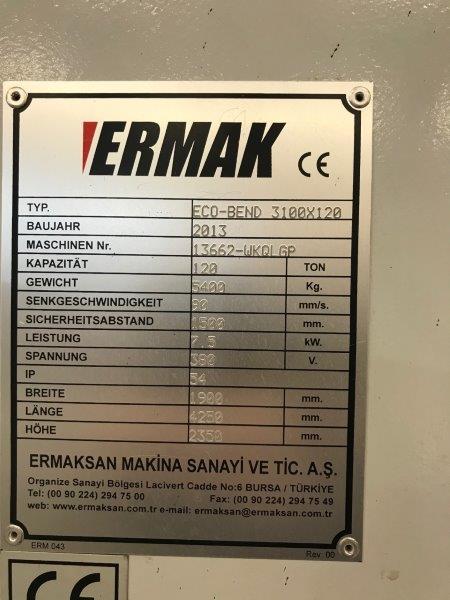 ERMAK CE
TYP. ECO-BEND 3100X120
BAUJAHR 2013
MASCHINEN Nr. 13662-WKQLGP
KAPAZITÄT 120 TON
GEWICHT 5400 Kg.
SENKGESCHWINDIGKEIT 90 mm/s.
SICHERHEITSABSTAND 1500 mm.
LEISTUNG 7.5 kW.
SPANNUNG 390 V.
IP 54
BREITE 1900 mm.
LÄNGE 4250 mm.
HÖHE 2350 mm.
ERMAKSAN MAKİNA SANAYİ VE TİC. A.Ş.
Organize Sanayi Bölgesi Lacivert Cadde No:6 BURSA / TÜRKİYE
Tel: (00 90 224) 294 75 00 Fax: (00 90 224) 294 75 49
web: www.ermaksan.com.tr e-mail: ermaksan@ermaksan.com.tr
ERM 043 Rev. 00
CE